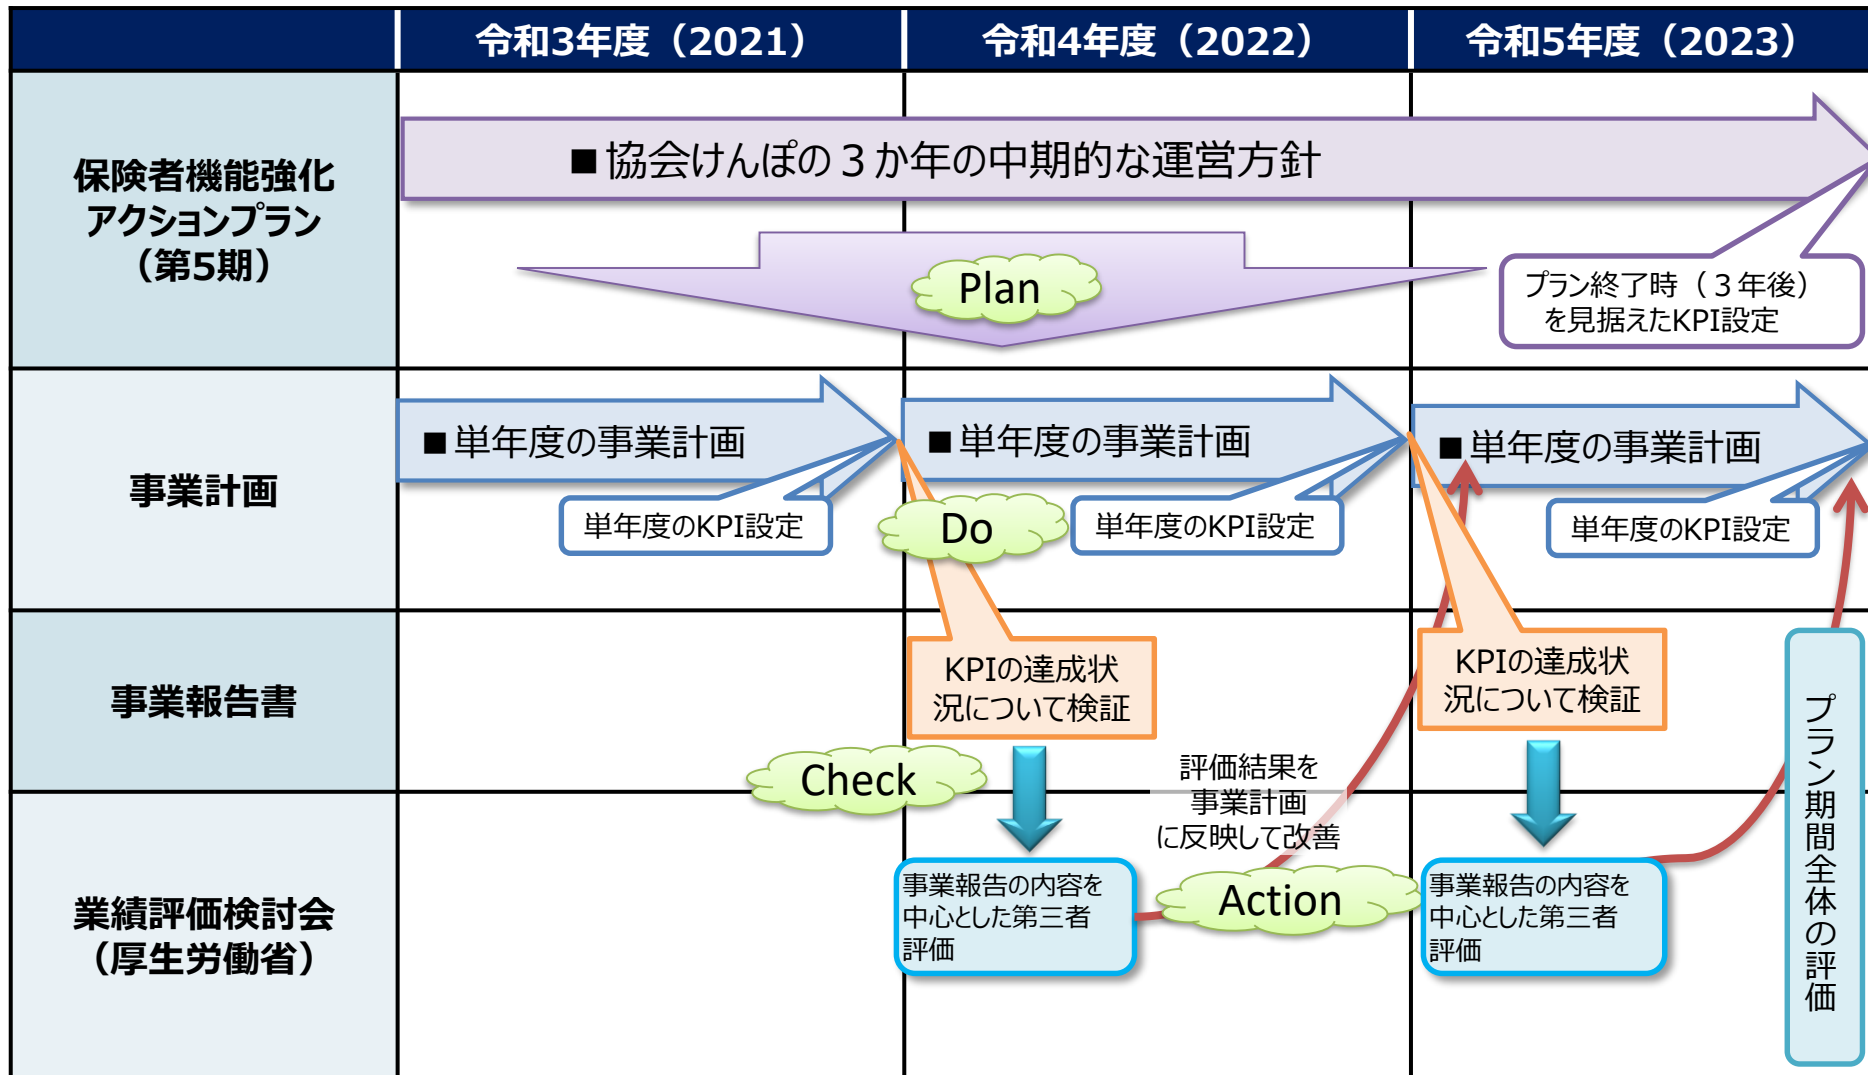 令和3年度（2021）
令和4年度（2022）
令和5年度（2023）
保険者機能強化
アクションプラン
（第5期）
■協会けんぽの３か年の中期的な運営方針
Plan
プラン終了時（３年後）
を見据えたKPI設定
事業計画
■単年度の事業計画
単年度のKPI設定
■単年度の事業計画
単年度のKPI設定
■単年度の事業計画
単年度のKPI設定
Do
事業報告書
KPIの達成状
況について検証
KPIの達成状
況について検証
Check
評価結果を
事業計画
に反映して改善
プラン期間全体の評価
業績評価検討会
（厚生労働省）
事業報告の内容を
中心とした第三者
評価
Action
事業報告の内容を
中心とした第三者
評価